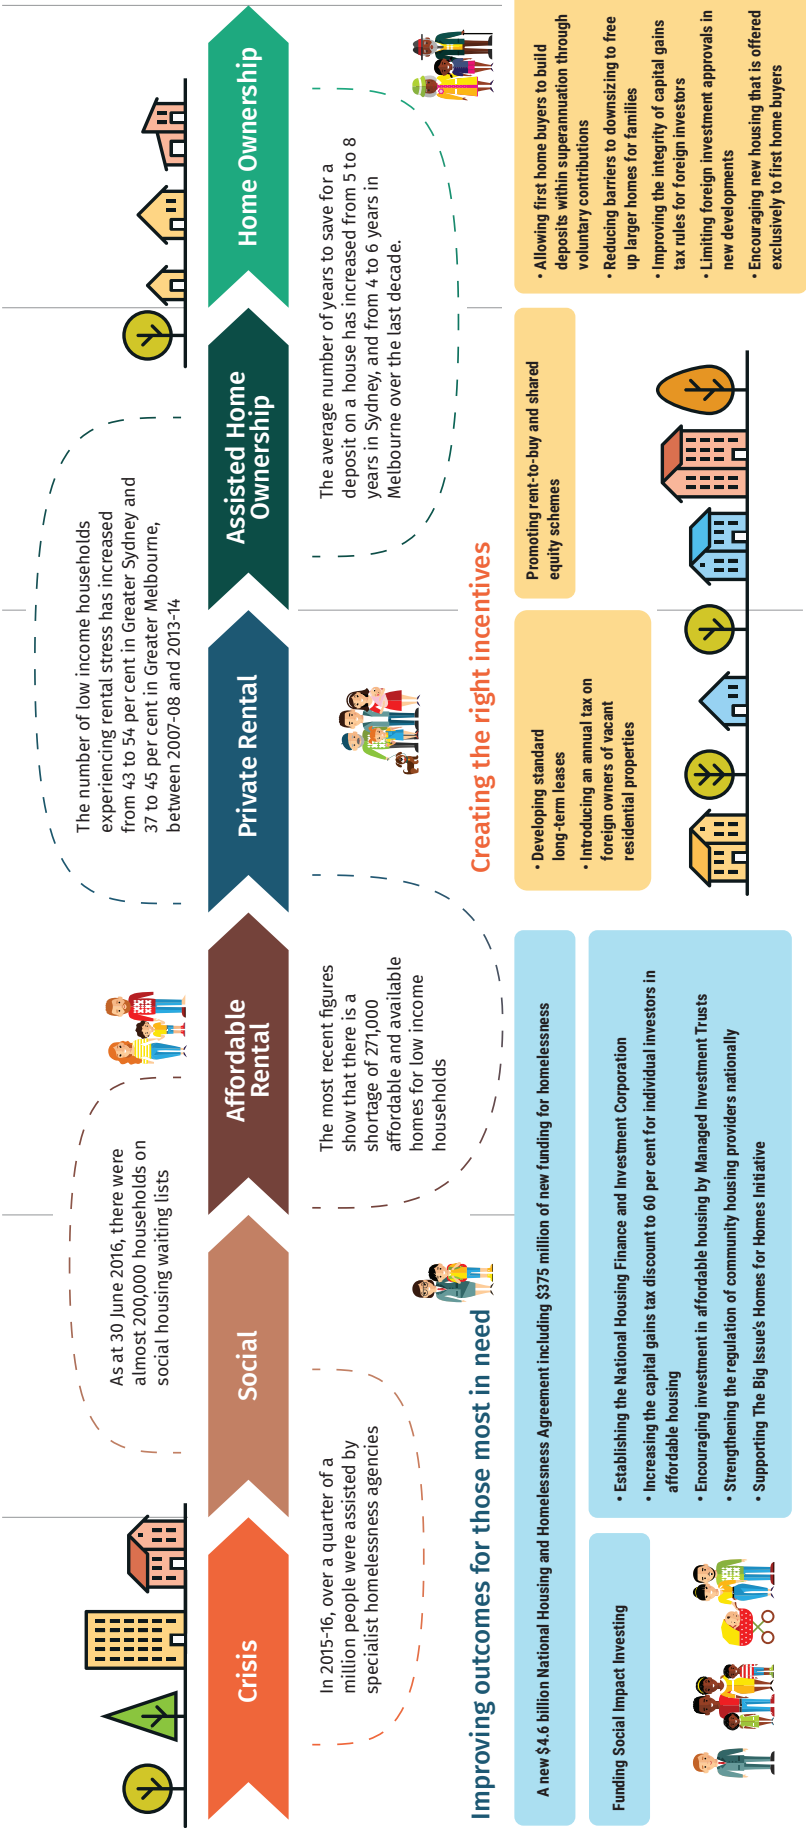 The number of low income households
experiencing rental stress has increased
from 43 to 54 per cent in Greater Sydney and
37 to 45 per cent in Greater Melbourne,
between 2007-08 and 2013-14
As at 30 June 2016, there were
almost 200,000 households on
social housing waiting lists
Crisis
Social
Affordable
Rental
Private Rental
Assisted Home
Ownership
Home Ownership
In 2015-16, over a quarter of a
million people were assisted by
specialist homelessness agencies
The most recent figures
show that there is a
shortage of 271,000
affordable and available
homes for low income
households
The average number of years to save for a
deposit on a house has increased from 5 to 8
years in Sydney, and from 4 to 6 years in
Melbourne over the last decade.
Improving outcomes for those most in need
A new $4.6 billion National Housing and Homelessness Agreement including $375 million of new funding for homelessness
Funding Social Impact Investing
• Establishing the National Housing Finance and Investment Corporation
• Increasing the capital gains tax discount to 60 per cent for individual investors in
affordable housing
• Encouraging investment in affordable housing by Managed Investment Trusts
• Strengthening the regulation of community housing providers nationally
• Supporting The Big Issue's Homes for Homes Initiative
Creating the right incentives
• Developing standard
long-term leases
• Introducing an annual tax on
foreign owners of vacant
residential properties
Promoting rent-to-buy and shared
equity schemes
• Allowing first home buyers to build
deposits within superannuation through
voluntary contributions
• Reducing barriers to downsizing to free
up larger homes for families
• Improving the integrity of capital gains
tax rules for foreign investors
• Limiting foreign investment approvals in
new developments
• Encouraging new housing that is offered
exclusively to first home buyers